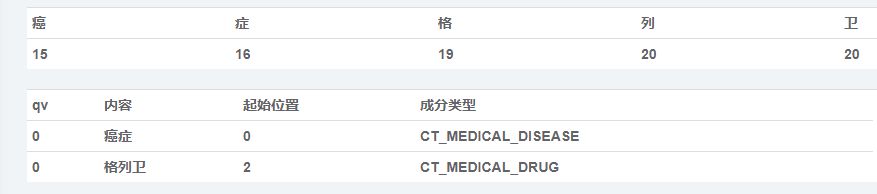 癌 症 格 列 卫
15 16 19 20 20
qv 内容 起始位置 成分类型
0 癌症 0 CT_MEDICAL_DISEASE
0 格列卫 2 CT_MEDICAL_DRUG